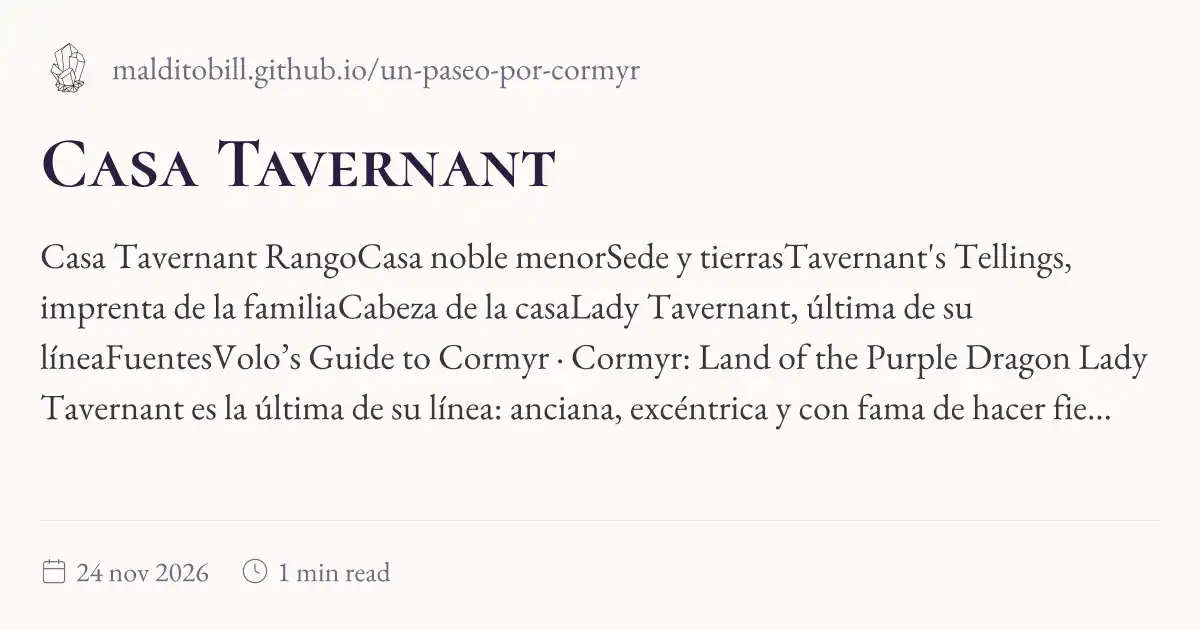 malditobill.github.io/un-paseo-por-cormyr
Casa Tavernant
Casa Tavernant RangoCasa noble menorSede y tierrasTavernant's Tellings,
imprenta de la familiaCabeza de la casaLady Tavernant, última de su
líneaFuentesVolo’s Guide to Cormyr · Cormyr: Land of the Purple Dragon Lady
Tavernant es la última de su línea: anciana, excéntrica y con fama de hacer fie...
24 nov 2026 1 min read